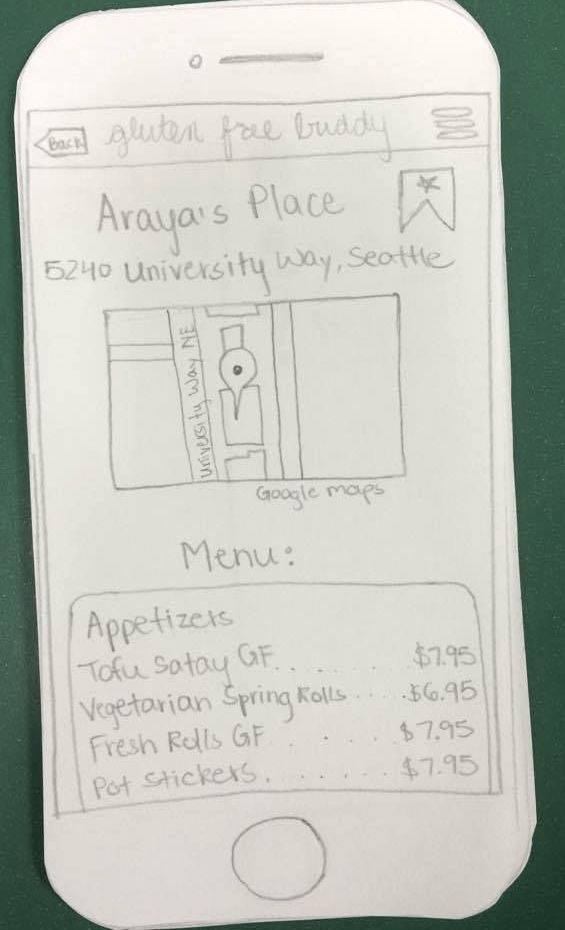 Back gluten free buddy
Araya's Place
5240 University Way, Seattle
University Way NE
Google maps
Menu:
Appetizers
Tofu Satay GF. . . . . . . $7.95
Vegetarian Spring Rolls . . . . . $6.95
Fresh Rolls GF . . . . . $7.95
Pot stickers. . . . . . . $7.95